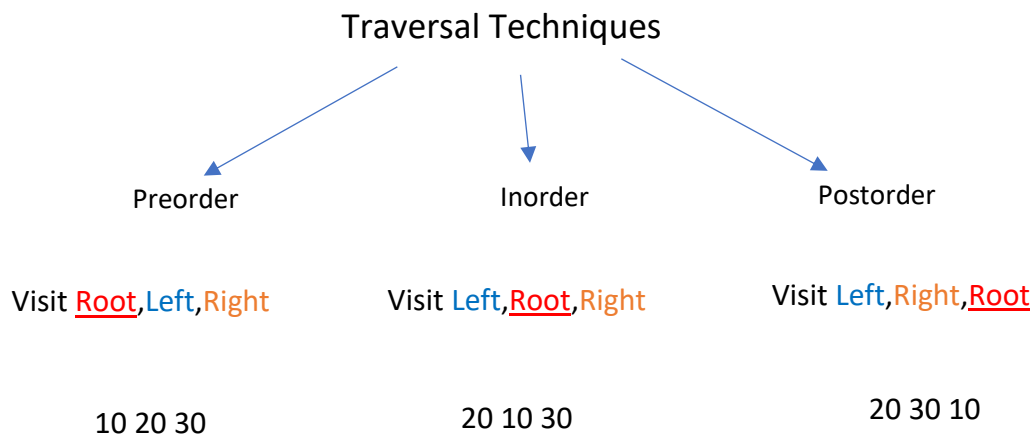 Traversal Techniques
Preorder
Inorder
Postorder
Visit Root,Left,Right
Visit Left,Root,Right
Visit Left,Right,Root
10 20 30
20 10 30
20 30 10